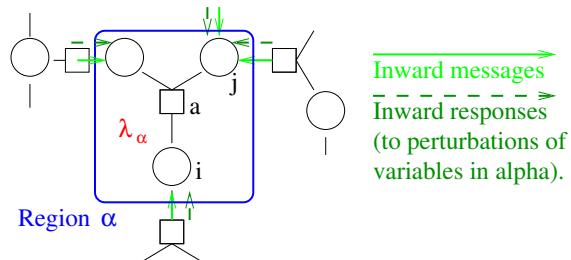 j
Inward messages
a
Inward responses
λα
(to perturbations of
i
variables in alpha).
Region α